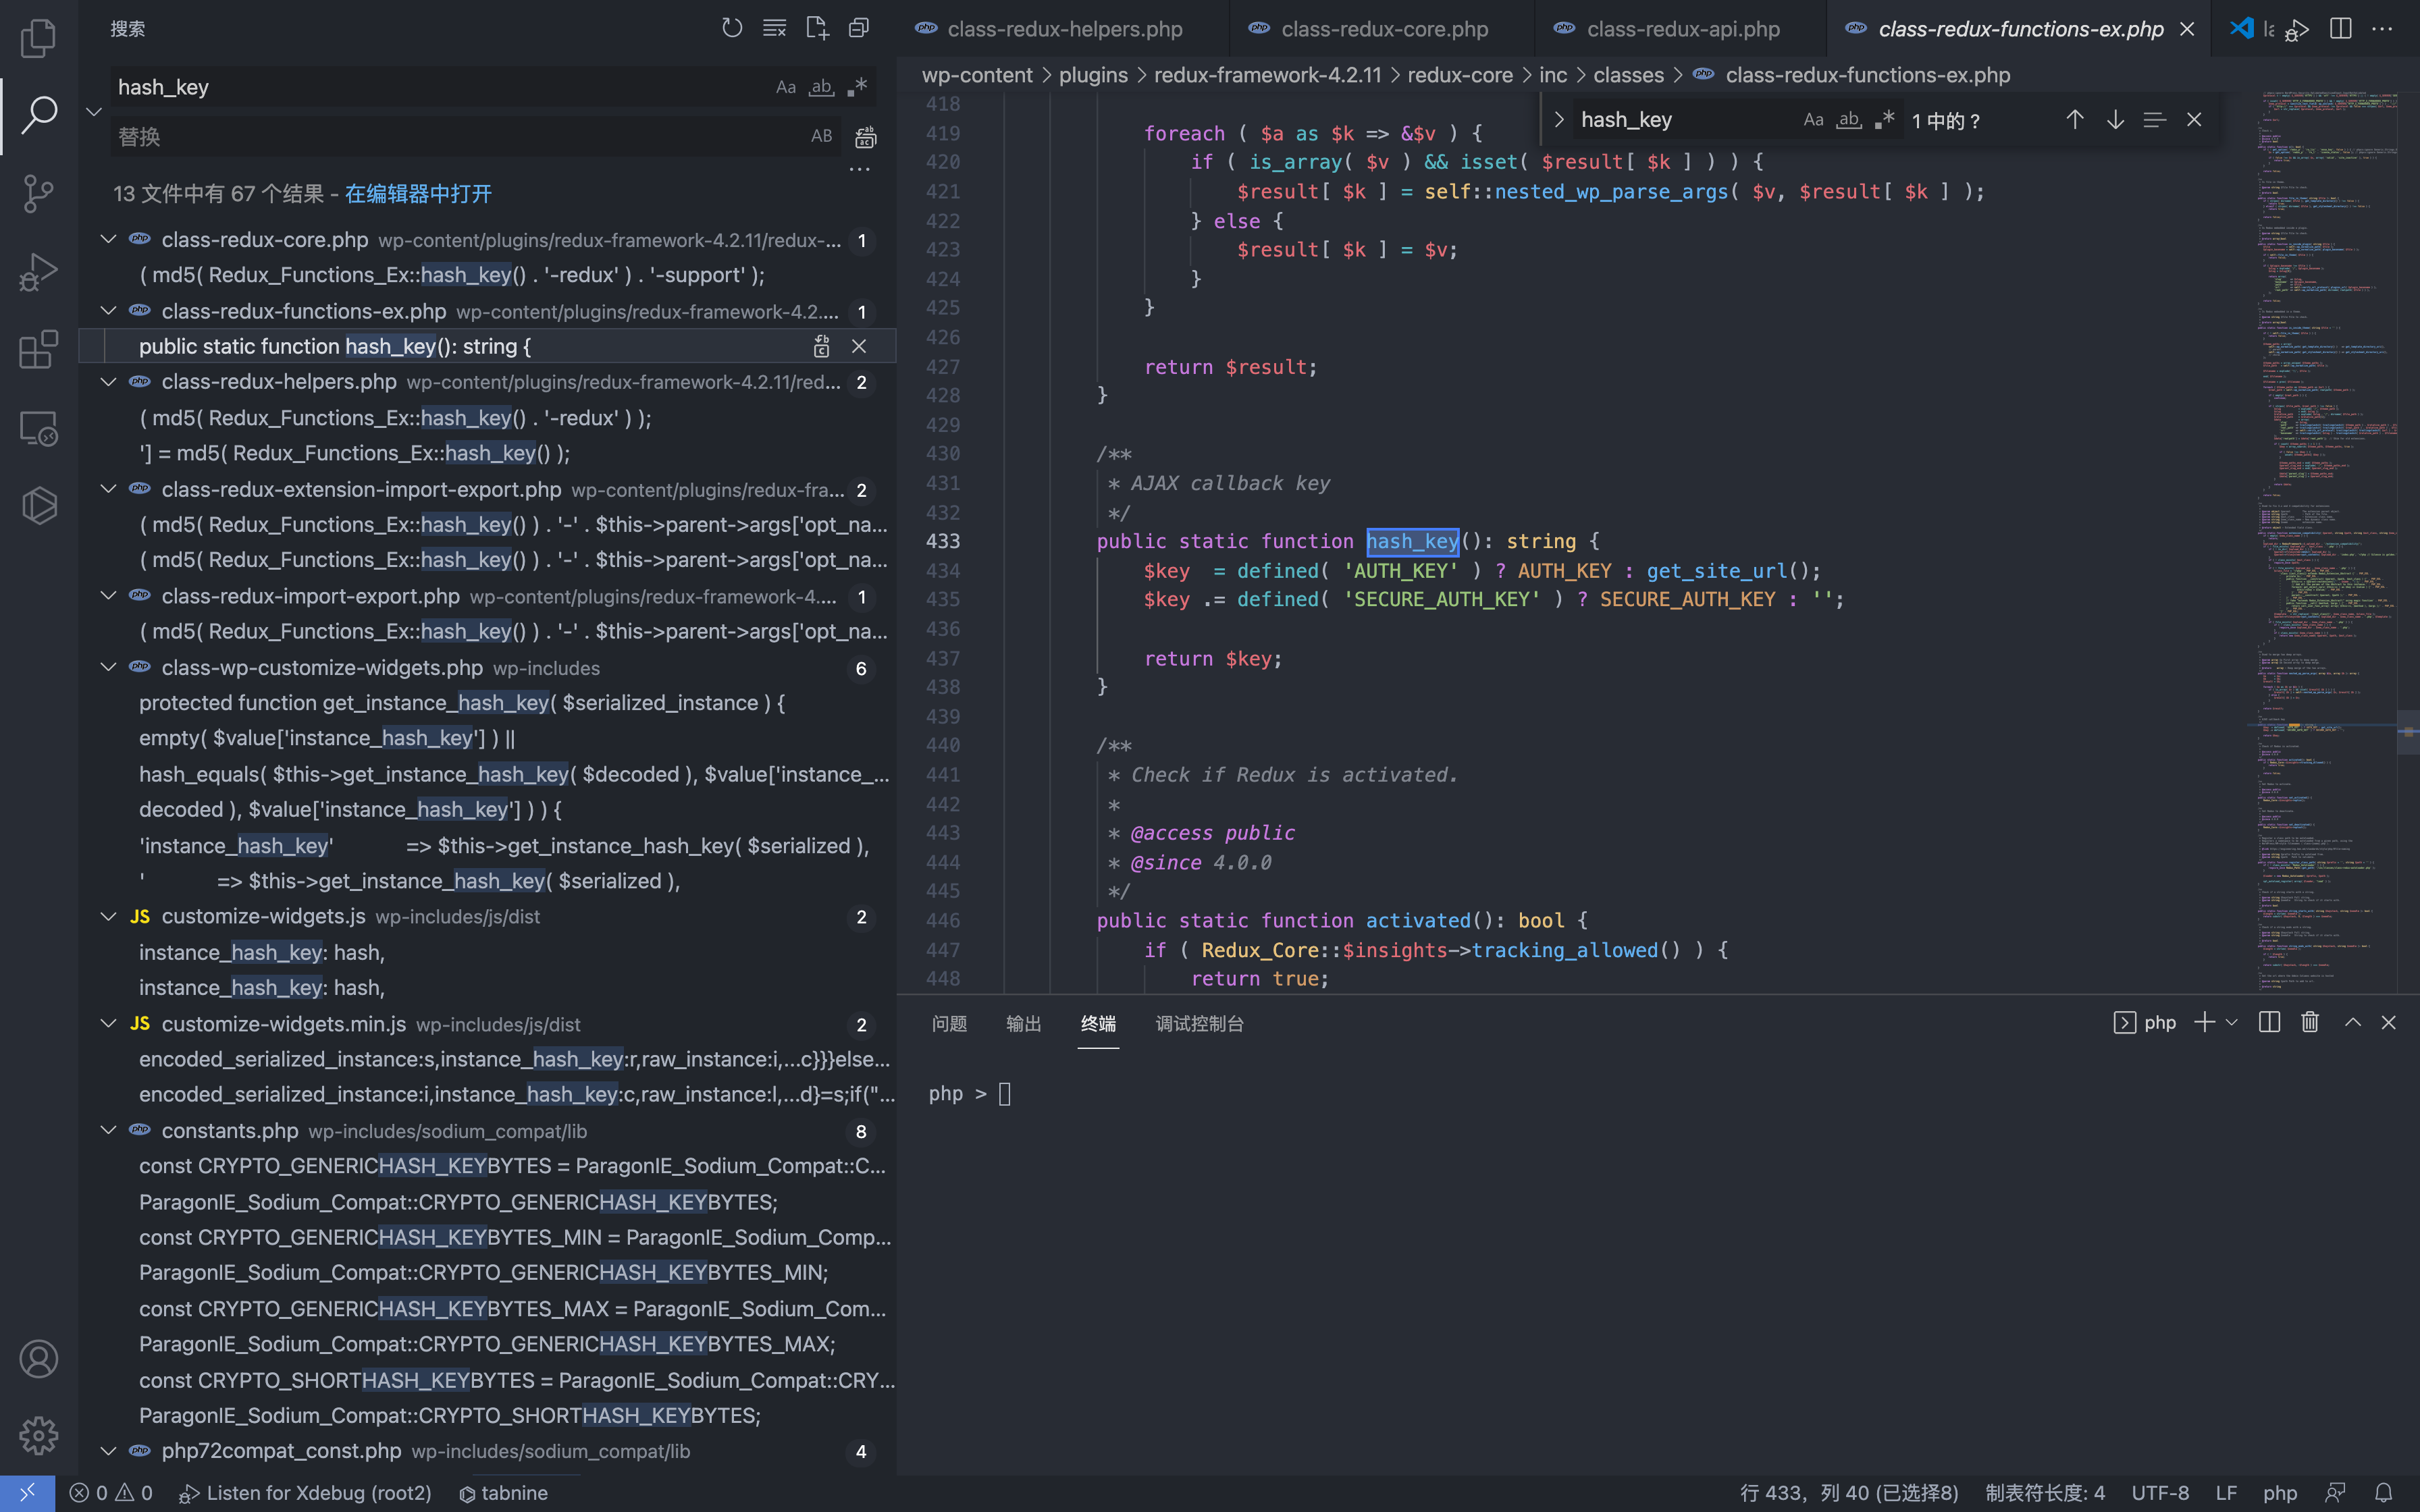 搜索
hash_key
Aa ab
替换
AB
13 文件中有 67 个结果 - 在编辑器中打开
class-redux-core.php wp-content/plugins/redux-framework-4.2.11/redux-... 1
( md5( Redux_Functions_Ex::hash_key() . '-redux' ) . '-support' );
class-redux-functions-ex.php wp-content/plugins/redux-framework-4.2.... 1
public static function hash_key(): string {
class-redux-helpers.php wp-content/plugins/redux-framework-4.2.11/red... 2
( md5( Redux_Functions_Ex::hash_key() . '-redux' ) );
'] = md5( Redux_Functions_Ex::hash_key() );
class-redux-extension-import-export.php wp-content/plugins/redux-fra... 2
( md5( Redux_Functions_Ex::hash_key() ) . '-' . $this->parent->args['opt_na...
( md5( Redux_Functions_Ex::hash_key() ) . '-' . $this->parent->args['opt_na...
class-redux-import-export.php wp-content/plugins/redux-framework-4.... 1
( md5( Redux_Functions_Ex::hash_key() ) . '-' . $this->parent->args['opt_na...
class-wp-customize-widgets.php wp-includes 6
protected function get_instance_hash_key( $serialized_instance ) {
empty( $value['instance_hash_key'] ) ||
hash_equals( $this->get_instance_hash_key( $decoded ), $value['instance_...
decoded ), $value['instance_hash_key'] ) ) {
'instance_hash_key' => $this->get_instance_hash_key( $serialized ),
' => $this->get_instance_hash_key( $serialized ),
JS customize-widgets.js wp-includes/js/dist 2
instance_hash_key: hash,
instance_hash_key: hash,
JS customize-widgets.min.js wp-includes/js/dist 2
encoded_serialized_instance:s,instance_hash_key:r,raw_instance:i,...c}}}else...
encoded_serialized_instance:i,instance_hash_key:c,raw_instance:l,...d}=s;if("...
constants.php wp-includes/sodium_compat/lib 8
const CRYPTO_GENERICHASH_KEYBYTES = ParagonIE_Sodium_Compat::C...
ParagonIE_Sodium_Compat::CRYPTO_GENERICHASH_KEYBYTES;
const CRYPTO_GENERICHASH_KEYBYTES_MIN = ParagonIE_Sodium_Comp...
ParagonIE_Sodium_Compat::CRYPTO_GENERICHASH_KEYBYTES_MIN;
const CRYPTO_GENERICHASH_KEYBYTES_MAX = ParagonIE_Sodium_Com...
ParagonIE_Sodium_Compat::CRYPTO_GENERICHASH_KEYBYTES_MAX;
const CRYPTO_SHORTHASH_KEYBYTES = ParagonIE_Sodium_Compat::CRY...
ParagonIE_Sodium_Compat::CRYPTO_SHORTHASH_KEYBYTES;
php72compat_const.php wp-includes/sodium_compat/lib 4
class-redux-helpers.php class-redux-core.php class-redux-api.php class-redux-functions-ex.php
wp-content > plugins > redux-framework-4.2.11 > redux-core > inc > classes > class-redux-functions-ex.php
hash_key Aa ab 1 中的 ?
418
419 foreach ( $a as $k => &$v ) {
420 if ( is_array( $v ) && isset( $result[ $k ] ) ) {
421 $result[ $k ] = self::nested_wp_parse_args( $v, $result[ $k ] );
422 } else {
423 $result[ $k ] = $v;
424 }
425 }
426
427 return $result;
428 }
429
430 /**
431 * AJAX callback key
432 */
433 public static function hash_key(): string {
434 $key = defined( 'AUTH_KEY' ) ? AUTH_KEY : get_site_url();
435 $key .= defined( 'SECURE_AUTH_KEY' ) ? SECURE_AUTH_KEY : '';
436
437 return $key;
438 }
439
440 /**
441 * Check if Redux is activated.
442 *
443 * @access public
444 * @since 4.0.0
445 */
446 public static function activated(): bool {
447 if ( Redux_Core::$insights->tracking_allowed() ) {
448 return true;
问题 输出 终端 调试控制台 php
php >
0 0 Listen for Xdebug (root2) tabnine
行 433，列 40 (已选择8) 制表符长度: 4 UTF-8 LF php